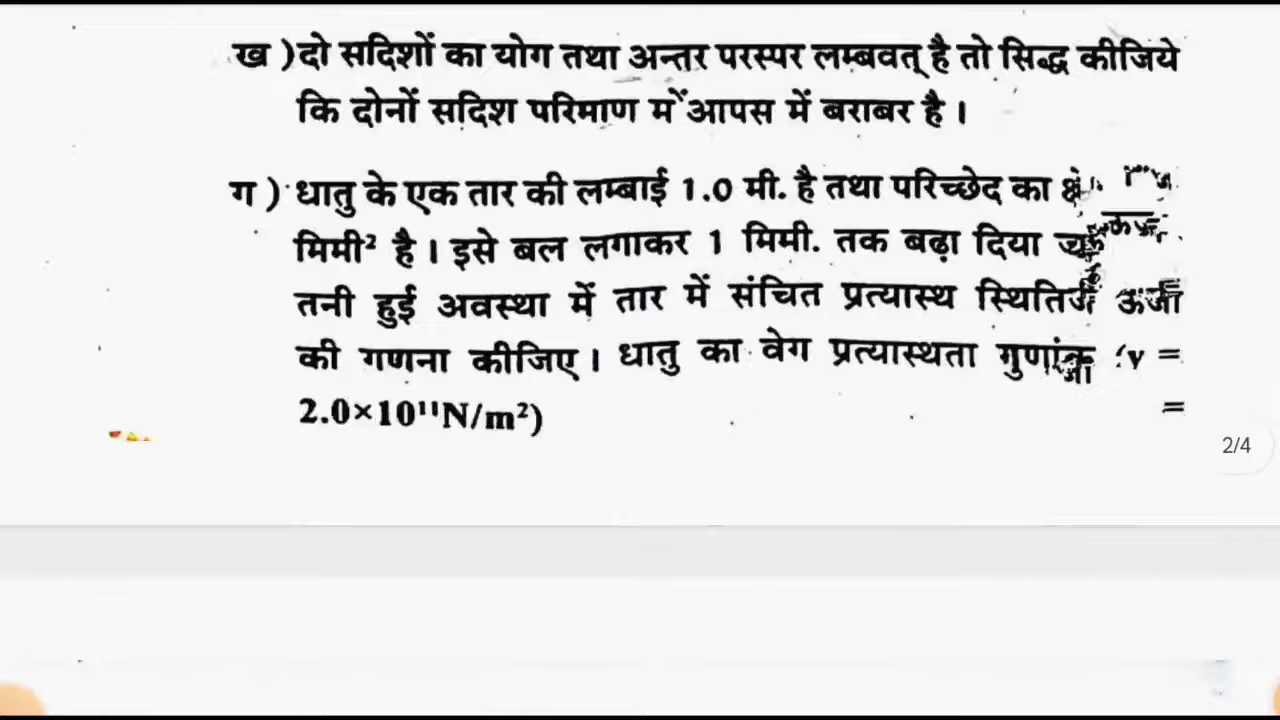 ख ) दो सदिशों का योग तथा अन्तर परस्पर लम्बवत् है तो सिद्ध कीजिये
कि दोनों सदिश परिमाण में आपस में बराबर है ।
ग ) धातु के एक तार की लम्बाई 1.0 मी. है तथा परिच्छेद का
मिमी² है । इसे बल लगाकर 1 मिमी. तक बढ़ा दिया
तनी हुई अवस्था में तार में संचित प्रत्यास्थ स्थितिज ऊर्जा
की गणना कीजिए । धातु का वेग प्रत्यास्थता गुणांक (y =
2.0×10¹¹N/m²)
=
2/4